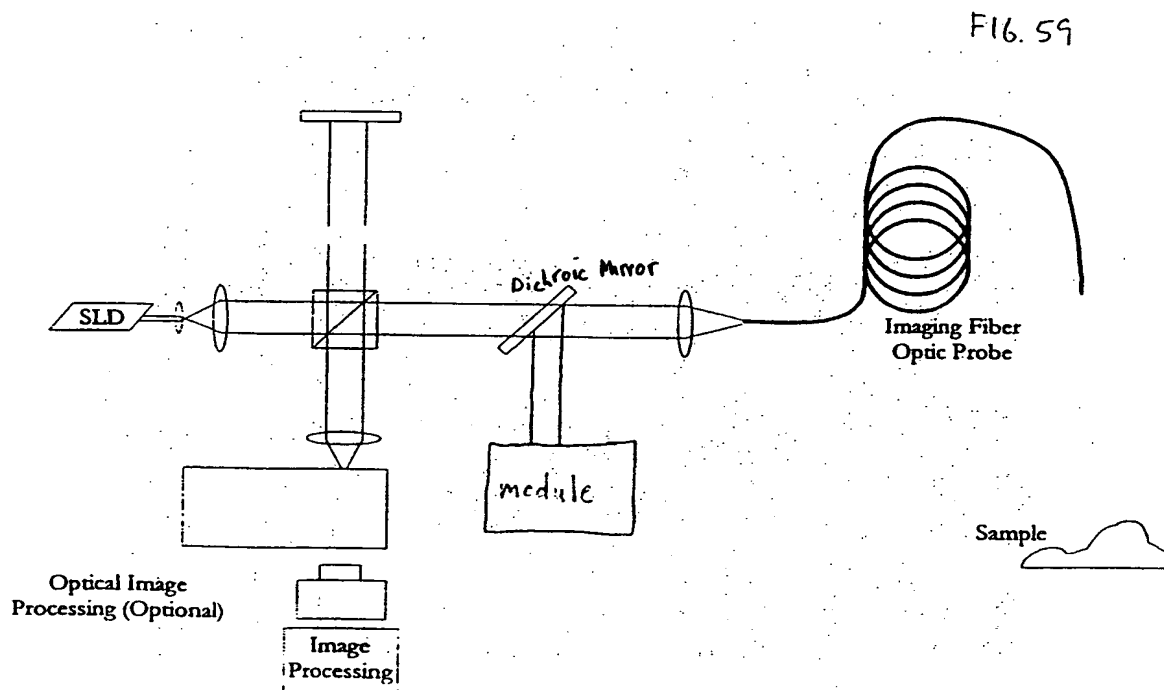 FIG. 59
Dichroic Mirror
SLD
Imaging Fiber
Optic Probe
module
Sample
Optical Image
Processing (Optional)
Image
Processing